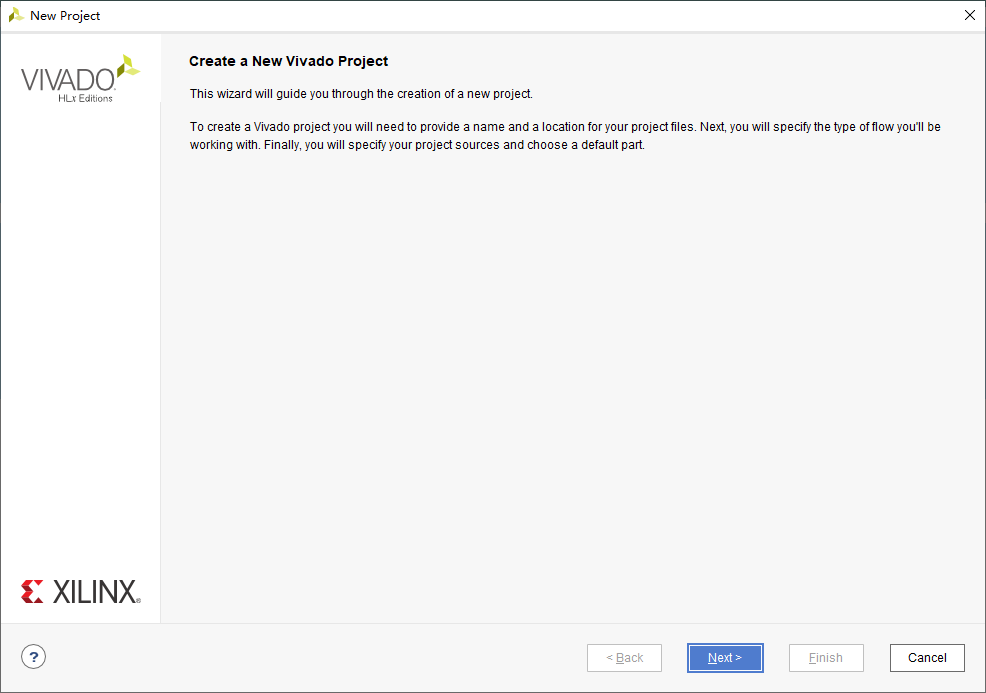 New Project
VIVADO
HLx Editions
Create a New Vivado Project
This wizard will guide you through the creation of a new project.
To create a Vivado project you will need to provide a name and a location for your project files. Next, you will specify the type of flow you'll be
working with. Finally, you will specify your project sources and choose a default part.
XILINX®
?
< Back
Next >
Finish
Cancel